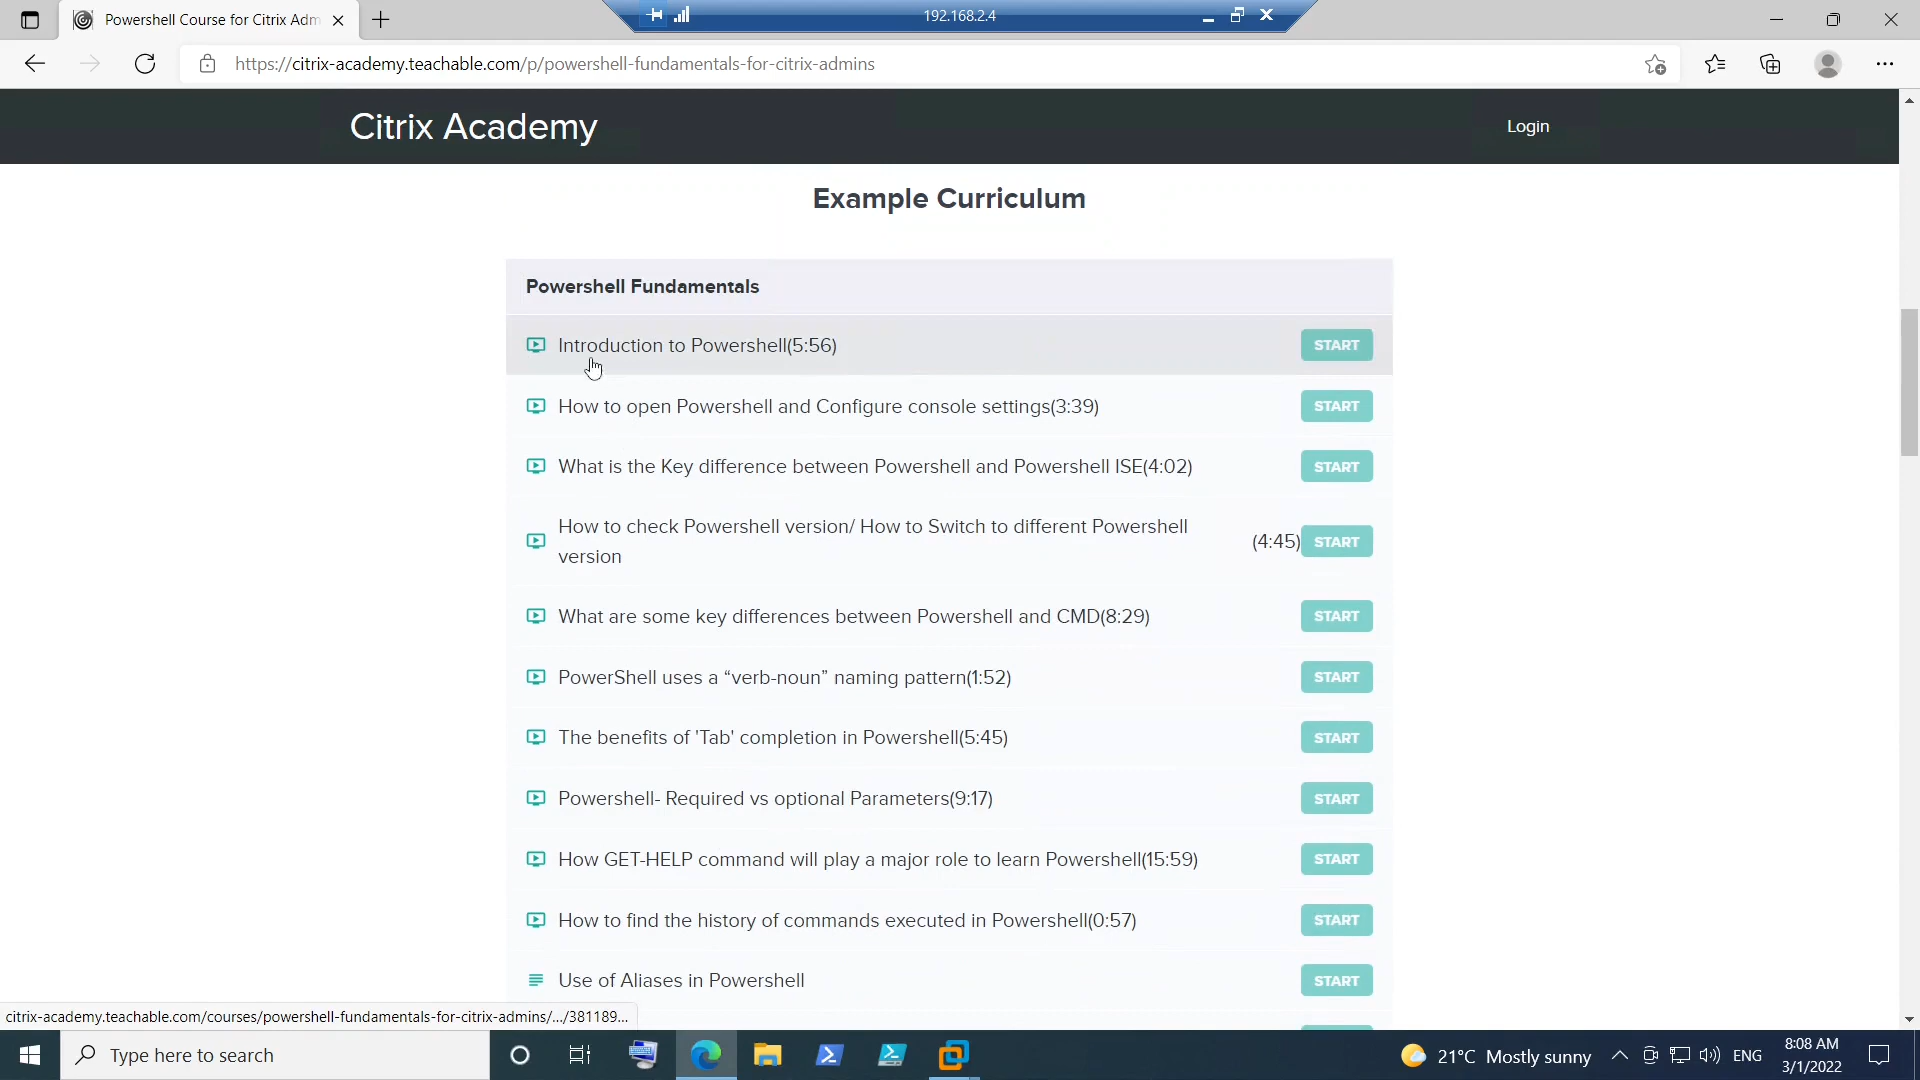 Powershell Course for Citrix Adm
192.168.2.4
https://citrix-academy.teachable.com/p/powershell-fundamentals-for-citrix-admins
Citrix Academy
Login
Example Curriculum
Powershell Fundamentals
Introduction to Powershell(5:56) START
How to open Powershell and Configure console settings(3:39) START
What is the Key difference between Powershell and Powershell ISE(4:02) START
How to check Powershell version/ How to Switch to different Powershell
version
(4:45) START
What are some key differences between Powershell and CMD(8:29) START
PowerShell uses a “verb-noun” naming pattern(1:52) START
The benefits of 'Tab' completion in Powershell(5:45) START
Powershell- Required vs optional Parameters(9:17) START
How GET-HELP command will play a major role to learn Powershell(15:59) START
How to find the history of commands executed in Powershell(0:57) START
Use of Aliases in Powershell START
citrix-academy.teachable.com/courses/powershell-fundamentals-for-citrix-admins/.../381189...
Type here to search
21°C Mostly sunny
ENG
8:08 AM
3/1/2022